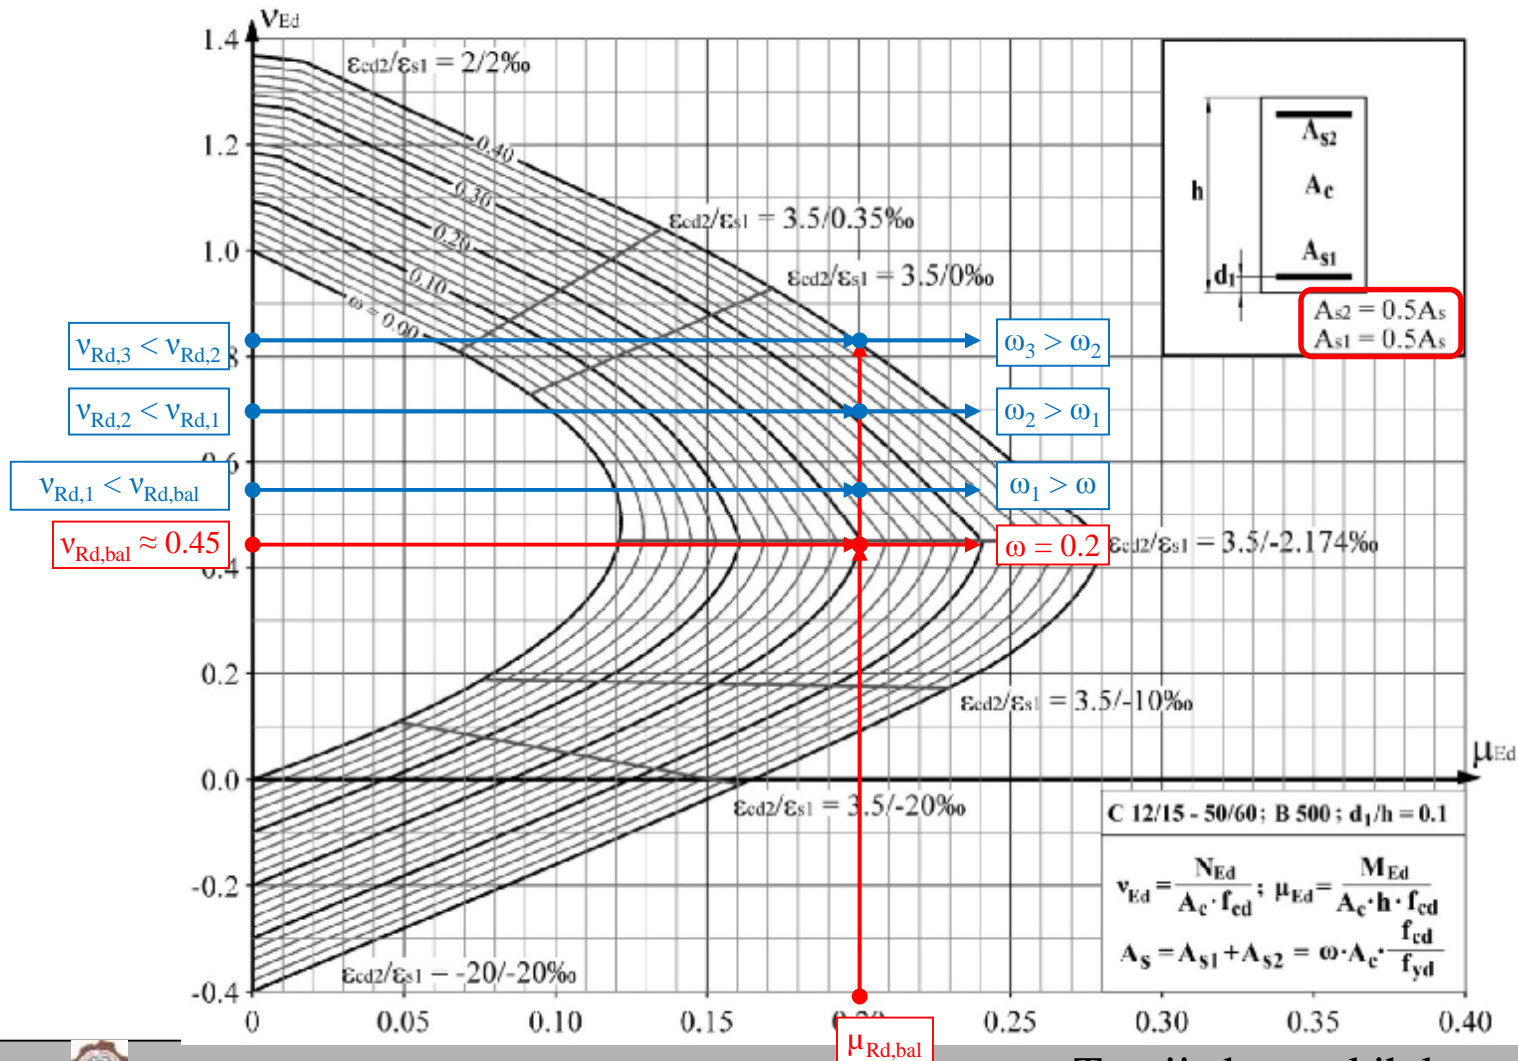 νEd
1.4
εcd2/εs1 = 2/2‰
1.2
0.40
As2
0.30
h
Ac
εcd2/εs1 = 3.5/0.35‰
0.20
1.0
As1
εcd2/εs1 = 3.5/0‰
0.10
d1
ω = 0.00
As2 = 0.5As
As1 = 0.5As
νRd,3 < νRd,2
ω3 > ω2
νRd,2 < νRd,1
ω2 > ω1
νRd,1 < νRd,bal
ω1 > ω
νRd,bal ≈ 0.45
ω = 0.2
εcd2/εs1 = 3.5/-2.174‰
0.4
0.2
εcd2/εs1 = 3.5/-10‰
μEd
0.0
εcd2/εs1 = 3.5/-20‰
C 12/15 - 50/60; B 500; d1/h = 0.1
νEd = NEd / Ac·fcd ; μEd = MEd / Ac·h·fcd
-0.2
As = As1 + As2 = ω·Ac· fcd / fyd
εcd2/εs1 = -20/-20‰
-0.4
0 0.05 0.10 0.15 0.25 0.30 0.35 0.40
μRd,bal